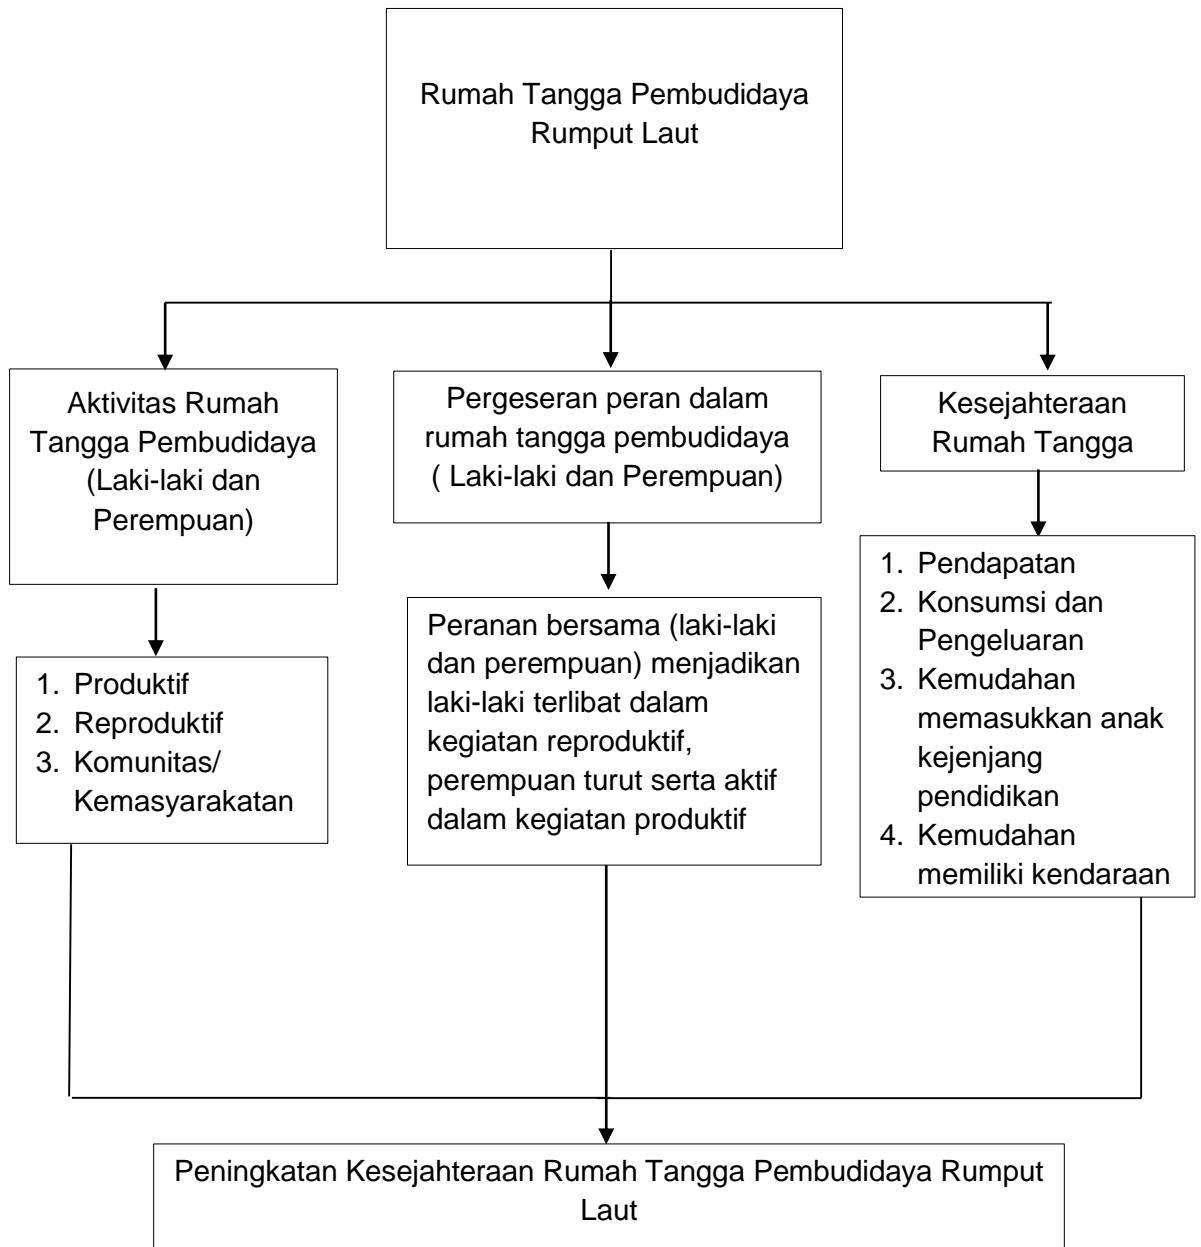 Rumah Tangga Pembudidaya
Rumput Laut
Aktivitas Rumah
Tangga Pembudidaya
(Laki-laki dan
Perempuan)
Pergeseran peran dalam
rumah tangga pembudidaya
( Laki-laki dan Perempuan)
Kesejahteraan
Rumah Tangga
1. Produktif
2. Reproduktif
3. Komunitas/
Kemasyarakatan
Peranan bersama (laki-laki
dan perempuan) menjadikan
laki-laki terlibat dalam
kegiatan reproduktif,
perempuan turut serta aktif
dalam kegiatan produktif
1. Pendapatan
2. Konsumsi dan
Pengeluaran
3. Kemudahan
memasukkan anak
kejenjang
pendidikan
4. Kemudahan
memiliki kendaraan
Peningkatan Kesejahteraan Rumah Tangga Pembudidaya Rumput
Laut